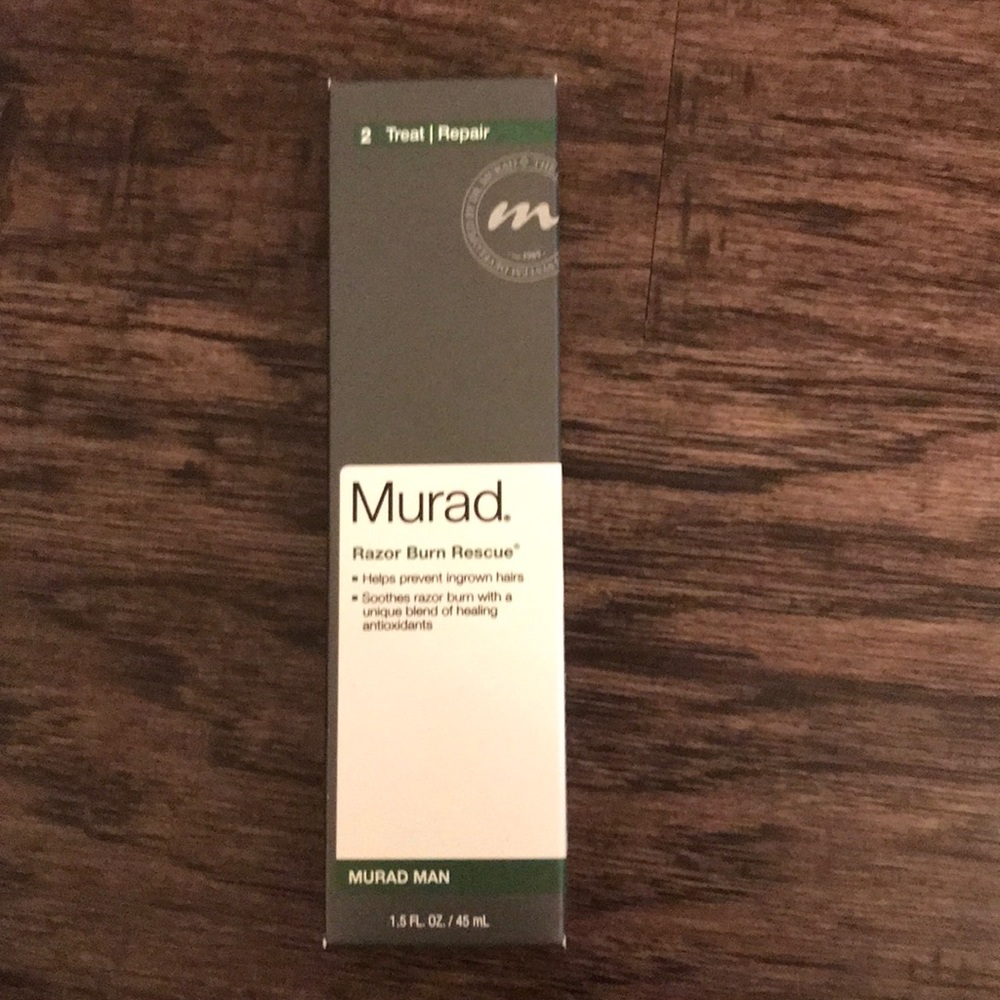 2 Treat | Repair
m
Murad.
Razor Burn Rescue®
▪ Helps prevent ingrown hairs
▪ Soothes razor burn with a
unique blend of healing
antioxidants
MURAD MAN
1.5 FL. OZ. / 45 mL